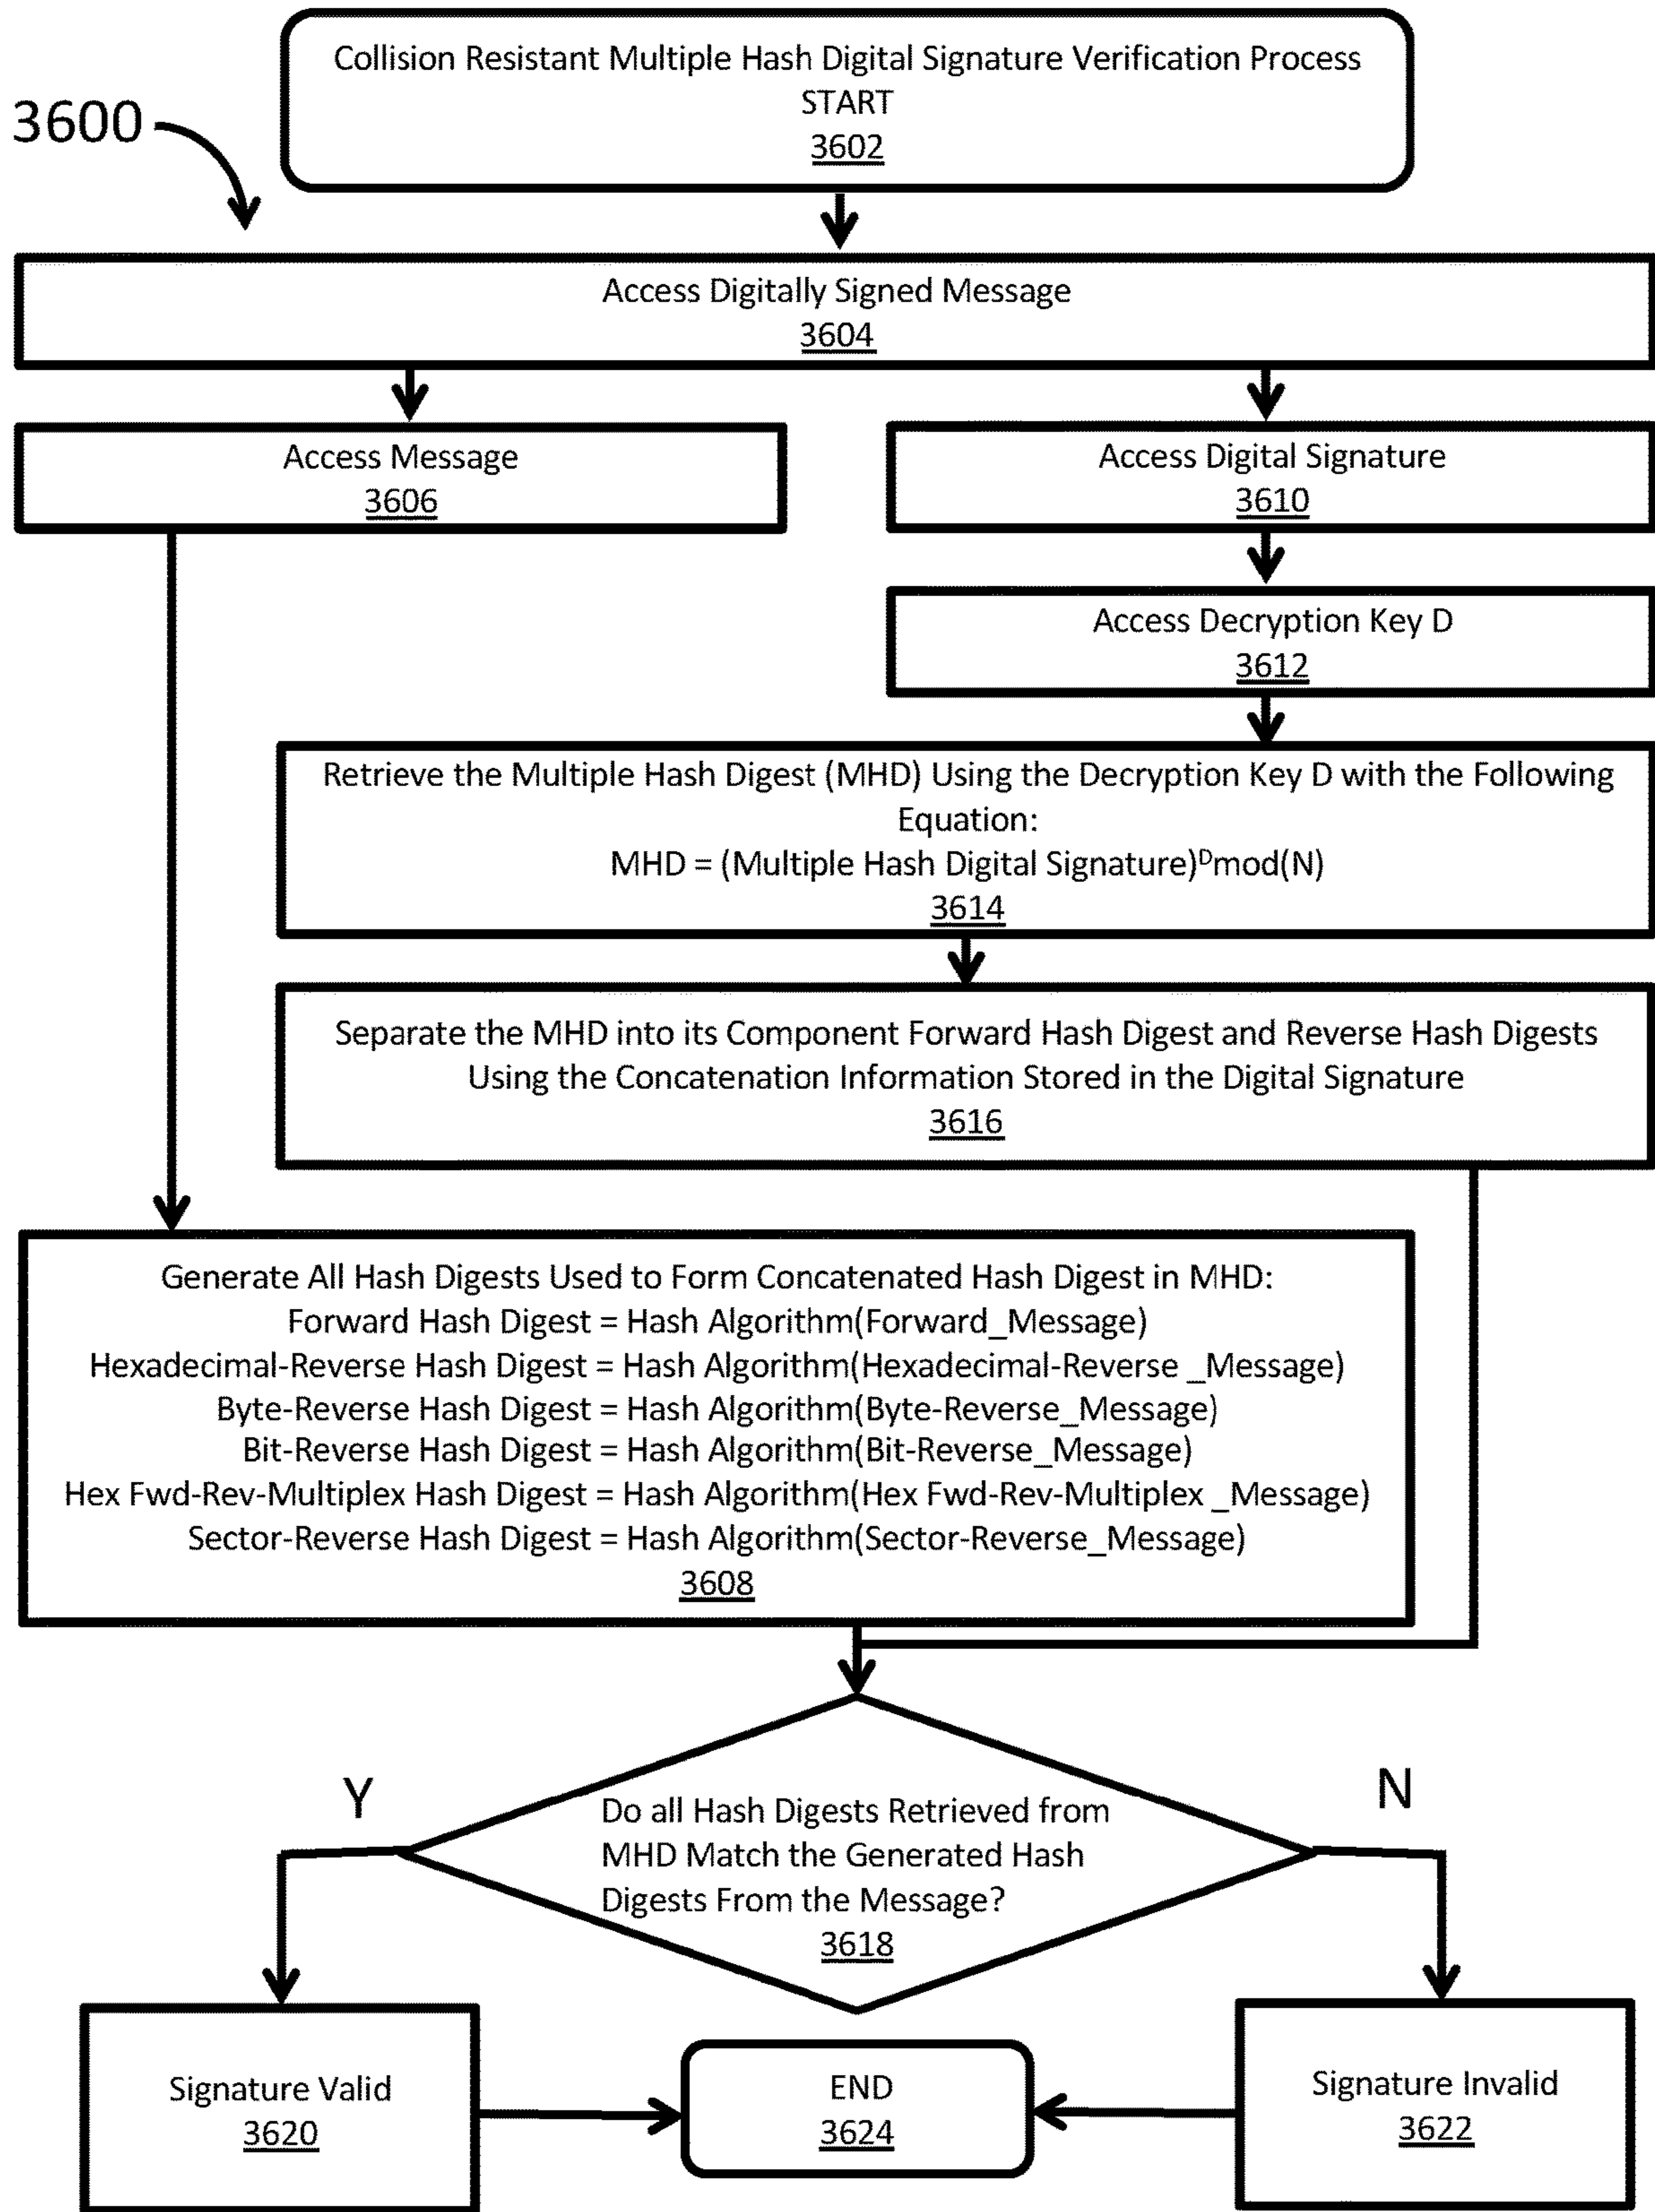 Collision Resistant Multiple Hash Digital Signature Verification Process
START
3602
3600
Access Digitally Signed Message
3604
Access Message
3606
Access Digital Signature
3610
Access Decryption Key D
3612
Retrieve the Multiple Hash Digest (MHD) Using the Decryption Key D with the Following
Equation:
MHD = (Multiple Hash Digital Signature)ᴰmod(N)
3614
Separate the MHD into its Component Forward Hash Digest and Reverse Hash Digests
Using the Concatenation Information Stored in the Digital Signature
3616
Generate All Hash Digests Used to Form Concatenated Hash Digest in MHD:
Forward Hash Digest = Hash Algorithm(Forward_Message)
Hexadecimal-Reverse Hash Digest = Hash Algorithm(Hexadecimal-Reverse _Message)
Byte-Reverse Hash Digest = Hash Algorithm(Byte-Reverse_Message)
Bit-Reverse Hash Digest = Hash Algorithm(Bit-Reverse_Message)
Hex Fwd-Rev-Multiplex Hash Digest = Hash Algorithm(Hex Fwd-Rev-Multiplex _Message)
Sector-Reverse Hash Digest = Hash Algorithm(Sector-Reverse_Message)
3608
Y
N
Do all Hash Digests Retrieved from
MHD Match the Generated Hash
Digests From the Message?
3618
Signature Valid
3620
END
3624
Signature Invalid
3622